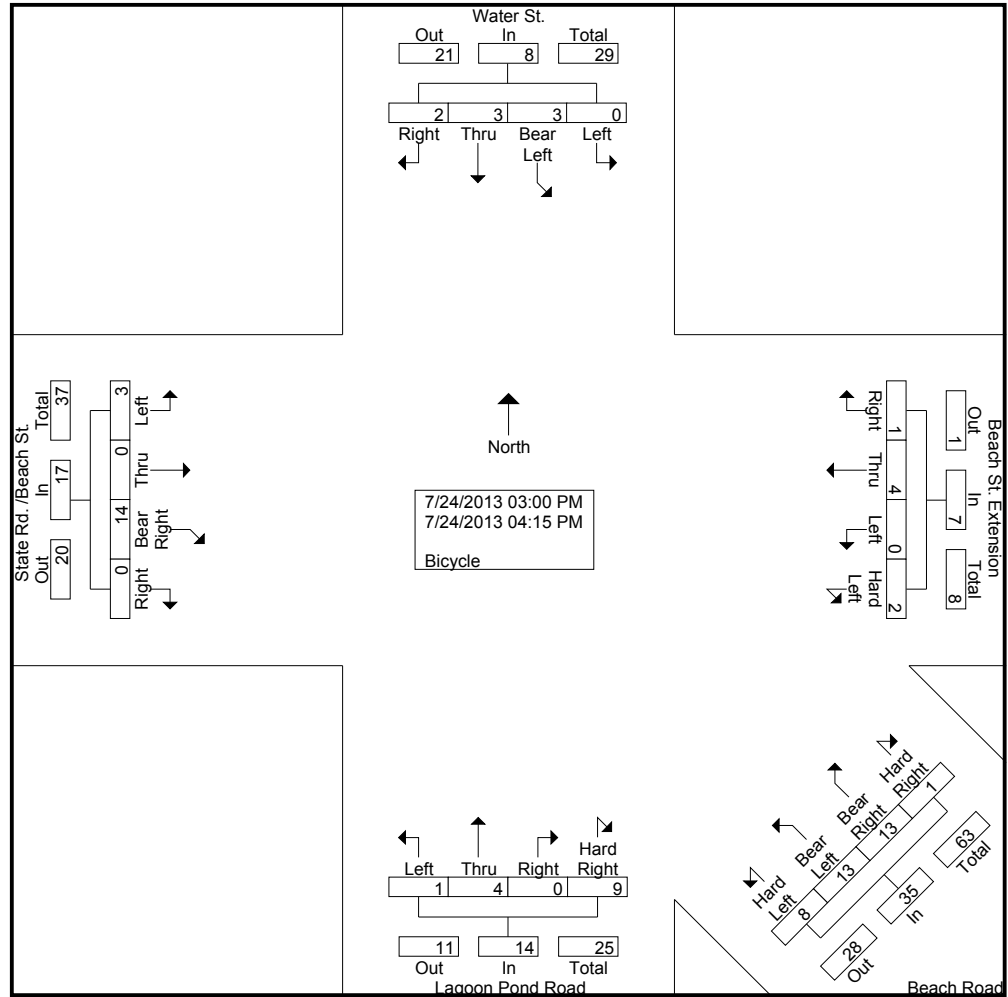 Water St.
Out In Total
21 8 29
2 3 3 0
Right Thru Bear Left Left
State Rd. /Beach St.
Out In Total
20 17 37
Left Thru Bear Right Right
3 0 14 0
North
7/24/2013 03:00 PM
7/24/2013 04:15 PM
Bicycle
Right Thru Left Hard Left
1 4 0 2
Out In Total
1 7 8
Beach St. Extension
Hard Left Bear Left Bear Right Hard Right
8 13 13 1
Out In Total
28 35 63
Beach Road
Left Thru Right Hard Right
1 4 0 9
11 14 25
Out In Total
Lagoon Pond Road